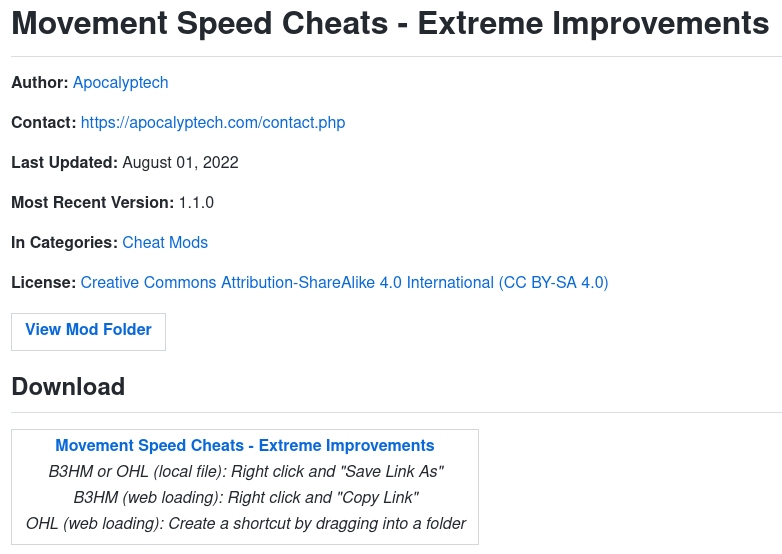 Movement Speed Cheats - Extreme Improvements
Author: Apocalyptech
Contact: https://apocalyptech.com/contact.php
Last Updated: August 01, 2022
Most Recent Version: 1.1.0
In Categories: Cheat Mods
License: Creative Commons Attribution-ShareAlike 4.0 International (CC BY-SA 4.0)
View Mod Folder
Download
Movement Speed Cheats - Extreme Improvements
B3HM or OHL (local file): Right click and "Save Link As"
B3HM (web loading): Right click and "Copy Link"
OHL (web loading): Create a shortcut by dragging into a folder